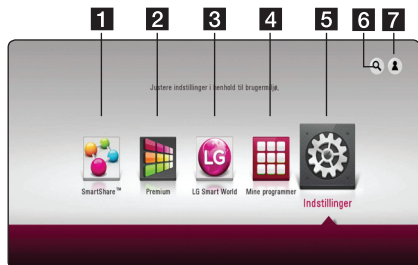 1 2 3 4 5 6 7
Justere indstillinger i henhold til brugermiljø.
LG
SmartShare™ Premium LG Smart World Mine programmer
Indstillinger